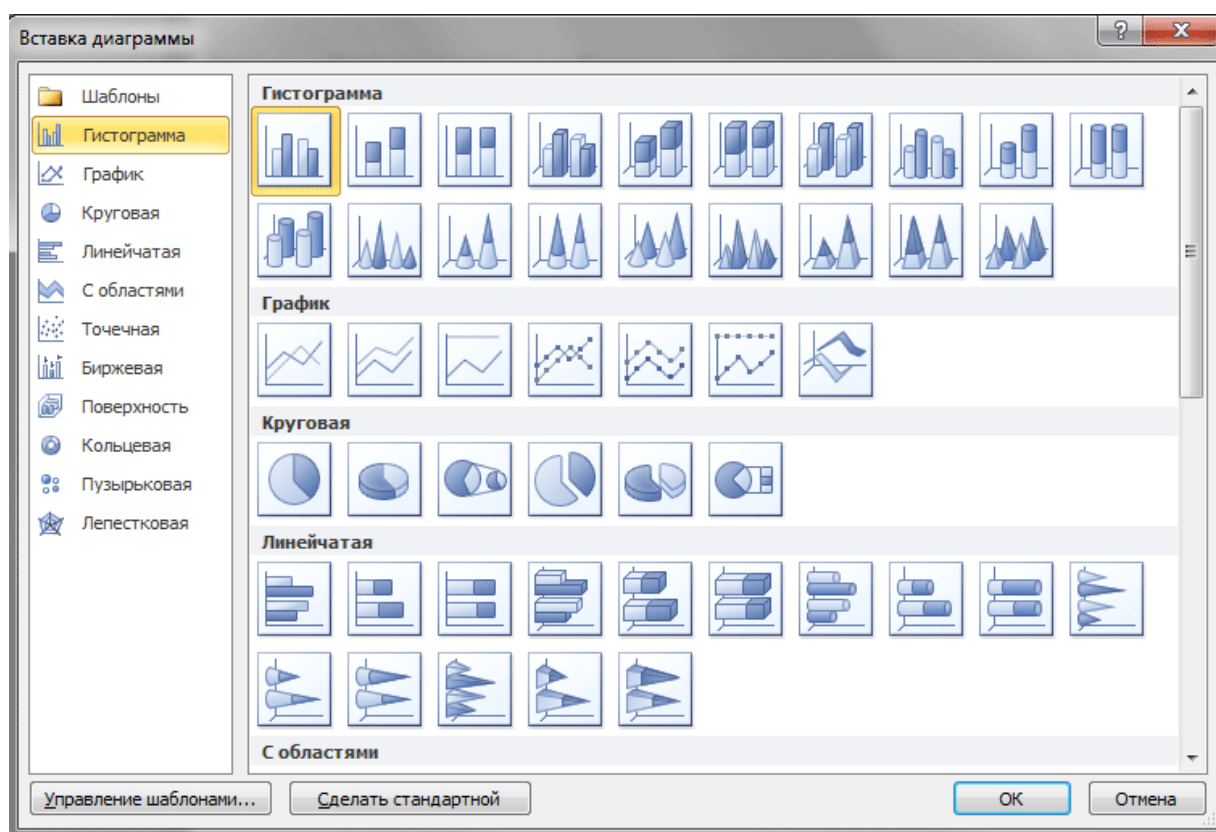 Вставка диаграммы
?
X
Шаблоны
Гистограмма
График
Круговая
Линейчатая
С областями
Точечная
Биржевая
Поверхность
Кольцевая
Пузырьковая
Лепестковая
Гистограмма
График
Круговая
Линейчатая
С областями
Управление шаблонами...
Сделать стандартной
ОК
Отмена